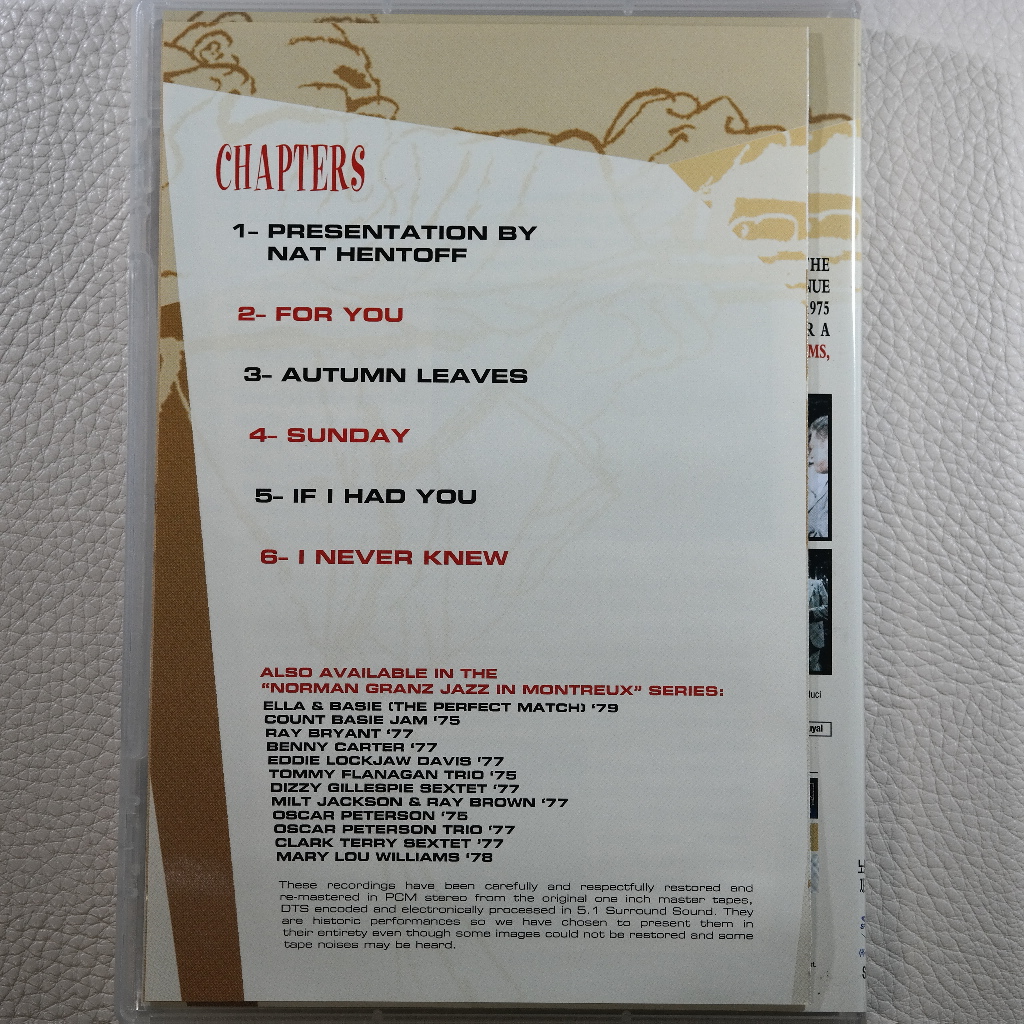 CHAPTERS
1- PRESENTATION BY
NAT HENTOFF
2- FOR YOU
3- AUTUMN LEAVES
4- SUNDAY
5- IF I HAD YOU
6- I NEVER KNEW
ALSO AVAILABLE IN THE
"NORMAN GRANZ JAZZ IN MONTREUX" SERIES:
ELLA & BASIE (THE PERFECT MATCH) '79
COUNT BASIE JAM '75
RAY BRYANT '77
BENNY CARTER '77
EDDIE LOCKJAW DAVIS '77
TOMMY FLANAGAN TRIO '75
DIZZY GILLESPIE SEXTET '77
MILT JACKSON & RAY BROWN '77
OSCAR PETERSON '75
OSCAR PETERSON TRIO '77
CLARK TERRY SEXTET '77
MARY LOU WILLIAMS '78
These recordings have been carefully and respectfully restored and
re-mastered in PCM stereo from the original one inch master tapes,
DTS encoded and electronically processed in 5.1 Surround Sound. They
are historic performances so we have chosen to present them in
their entirety even though some images could not be restored and some
tape noises may be heard.
HE
UE
975
R A
MS,
luci